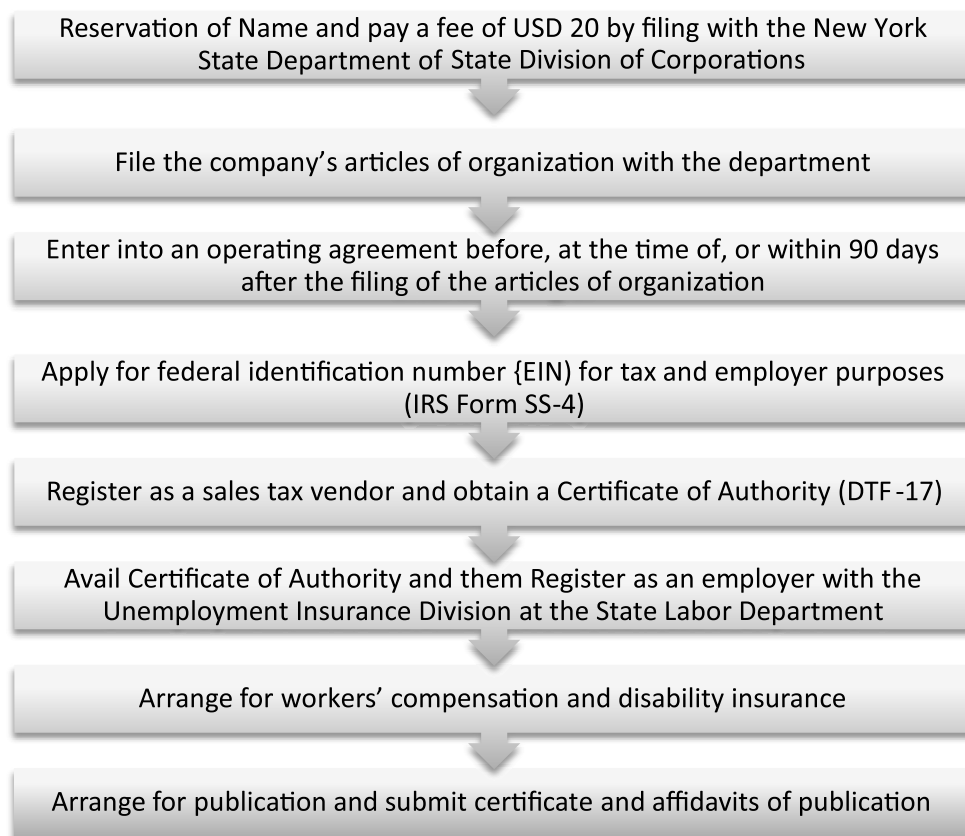 Reservation of Name and pay a fee of USD 20 by filing with the New York
State Department of State Division of Corporations
File the company’s articles of organization with the department
Enter into an operating agreement before, at the time of, or within 90 days
after the filing of the articles of organization
Apply for federal identification number {EIN) for tax and employer purposes
(IRS Form SS-4)
Register as a sales tax vendor and obtain a Certificate of Authority (DTF-17)
Avail Certificate of Authority and them Register as an employer with the
Unemployment Insurance Division at the State Labor Department
Arrange for workers’ compensation and disability insurance
Arrange for publication and submit certificate and affidavits of publication